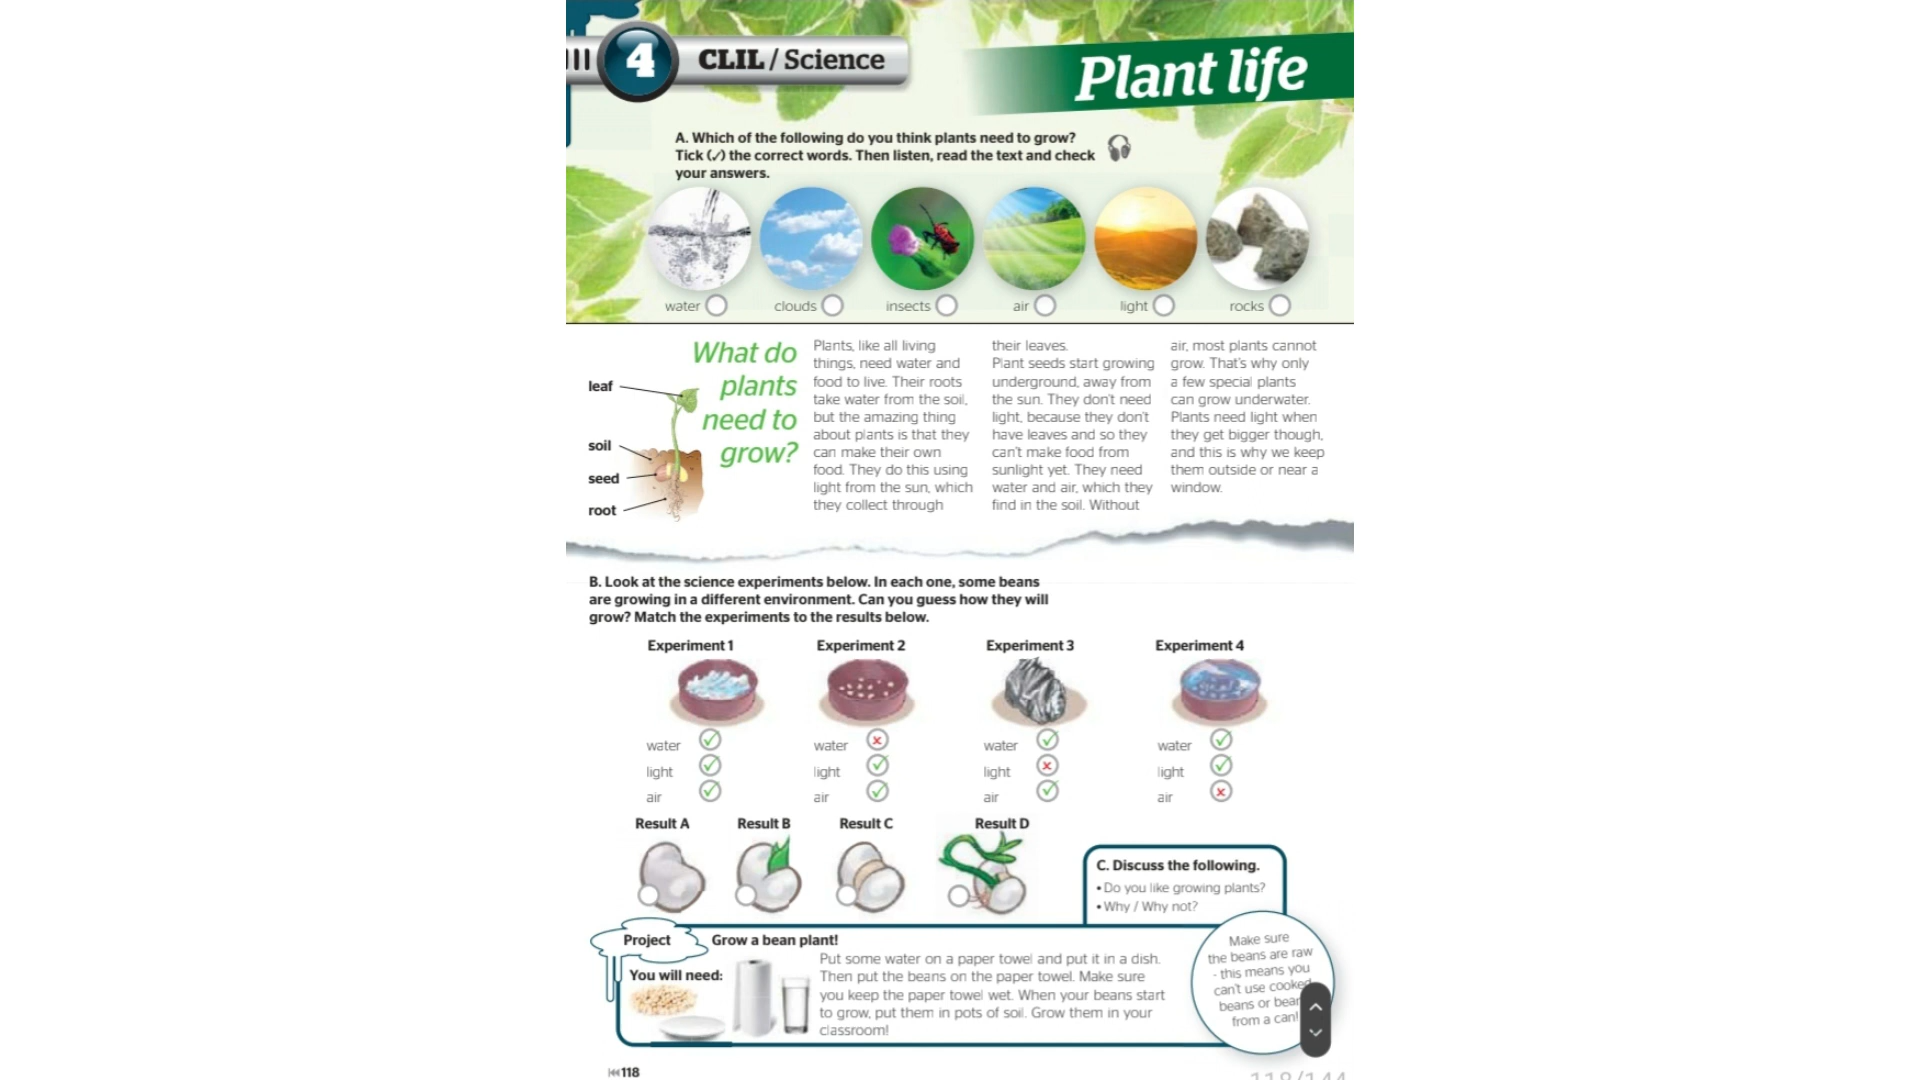 4
CLIL / Science
Plant life
A. Which of the following do you think plants need to grow?
Tick (✓) the correct words. Then listen, read the text and check
your answers.
water
clouds
insects
air
light
rocks
What do
plants
need to
grow?
leaf
soil
seed
root
Plants, like all living
things, need water and
food to live. Their roots
take water from the soil,
but the amazing thing
about plants is that they
can make their own
food. They do this using
light from the sun, which
they collect through
their leaves.
Plant seeds start growing
underground, away from
the sun. They don't need
light, because they don't
have leaves and so they
can't make food from
sunlight yet. They need
water and air, which they
find in the soil. Without
air, most plants cannot
grow. That's why only
a few special plants
can grow underwater.
Plants need light when
they get bigger though,
and this is why we keep
them outside or near a
window.
B. Look at the science experiments below. In each one, some beans
are growing in a different environment. Can you guess how they will
grow? Match the experiments to the results below.
Experiment 1
water ✓
light ✓
air ✓
Experiment 2
water x
light ✓
air ✓
Experiment 3
water ✓
light x
air ✓
Experiment 4
water ✓
light ✓
air x
Result A
Result B
Result C
Result D
C. Discuss the following.
• Do you like growing plants?
• Why / Why not?
Project
Grow a bean plant!
You will need:
Put some water on a paper towel and put it in a dish.
Then put the beans on the paper towel. Make sure
you keep the paper towel wet. When your beans start
to grow, put them in pots of soil. Grow them in your
classroom!
Make sure
the beans are raw
- this means you
can't use cooked
beans or
from a can!
118
118/144